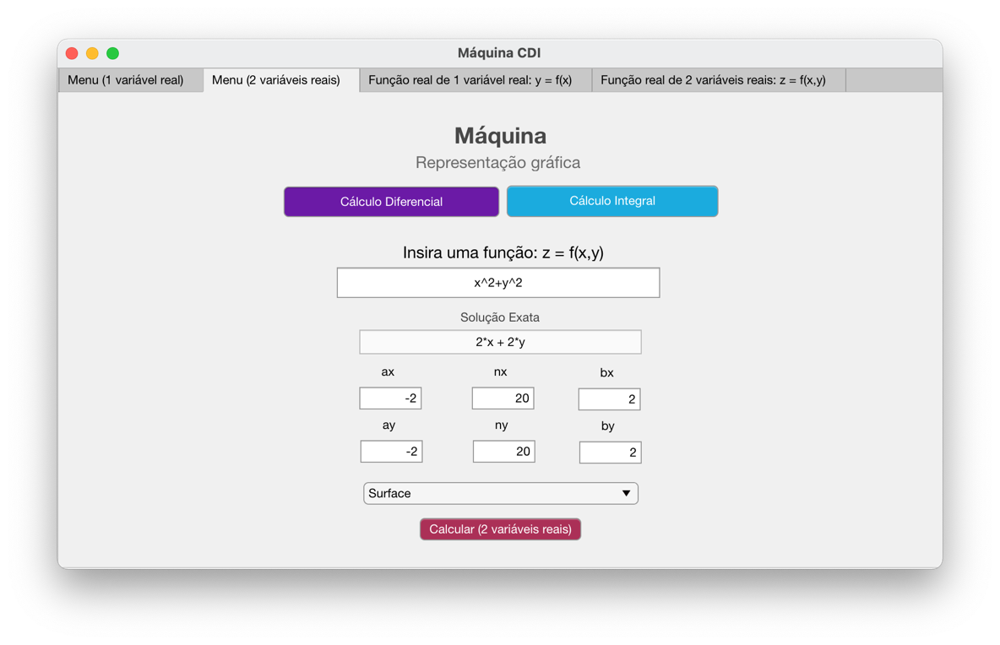 Máquina CDI
Menu (1 variável real) Menu (2 variáveis reais) Função real de 1 variável real: y = f(x) Função real de 2 variáveis reais: z = f(x,y)
Máquina
Representação gráfica
Cálculo Diferencial Cálculo Integral
Insira uma função: z = f(x,y)
x^2+y^2
Solução Exata
2*x + 2*y
ax nx bx
-2 20 2
ay ny by
-2 20 2
Surface
Calcular (2 variáveis reais)